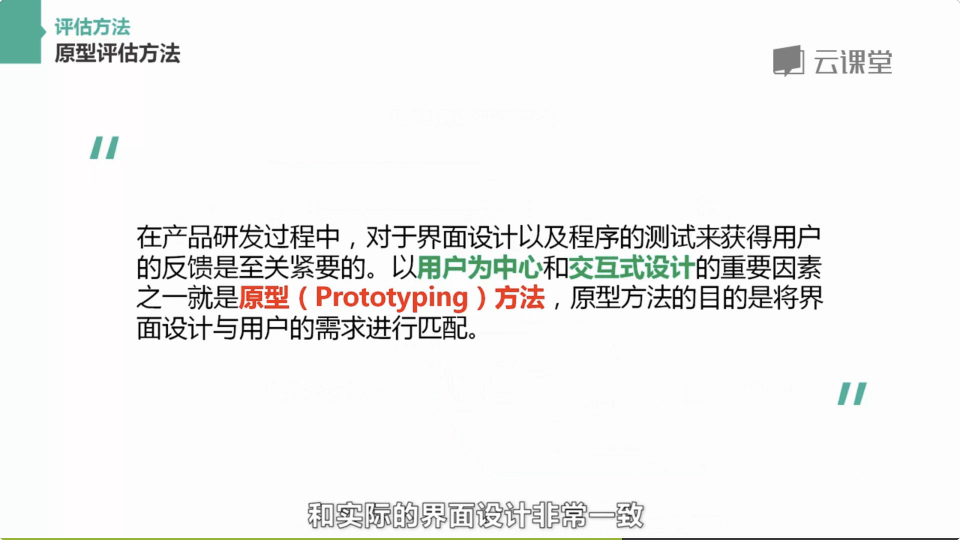 评估方法
原型评估方法
云课堂
在产品研发过程中，对于界面设计以及程序的测试来获得用户
的反馈是至关紧要的。以用户为中心和交互式设计的重要因素
之一就是原型（Prototyping）方法，原型方法的目的是将界
面设计与用户的需求进行匹配。
和实际的界面设计非常一致